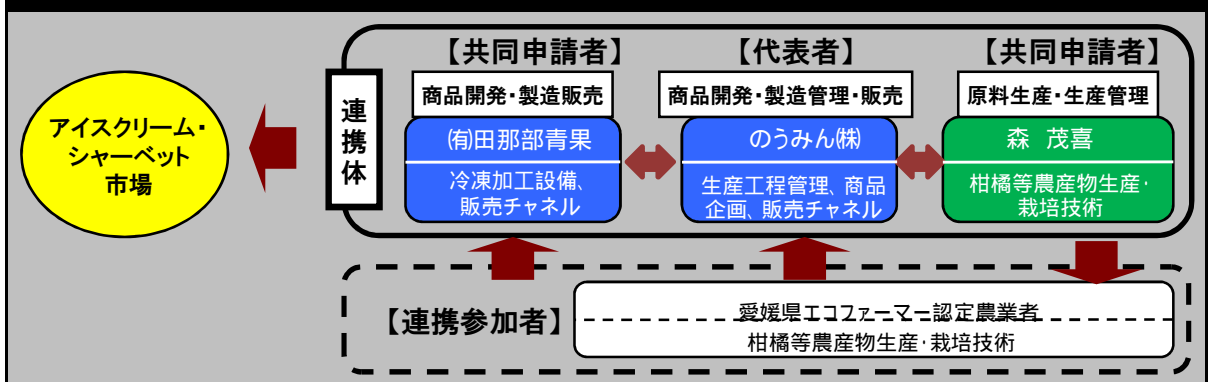 【共同申請者】
【代表者】
【共同申請者】
連携体
商品開発・製造販売
商品開発・製造管理・販売
原料生産・生産管理
アイスクリーム・
シャーベット
市場
㈲田那部青果
のうみん㈱
森 茂喜
冷凍加工設備、
販売チャネル
生産工程管理、商品
企画、販売チャネル
柑橘等農産物生産・
栽培技術
【連携参加者】
愛媛県エコファーマー認定農業者
柑橘等農産物生産・栽培技術